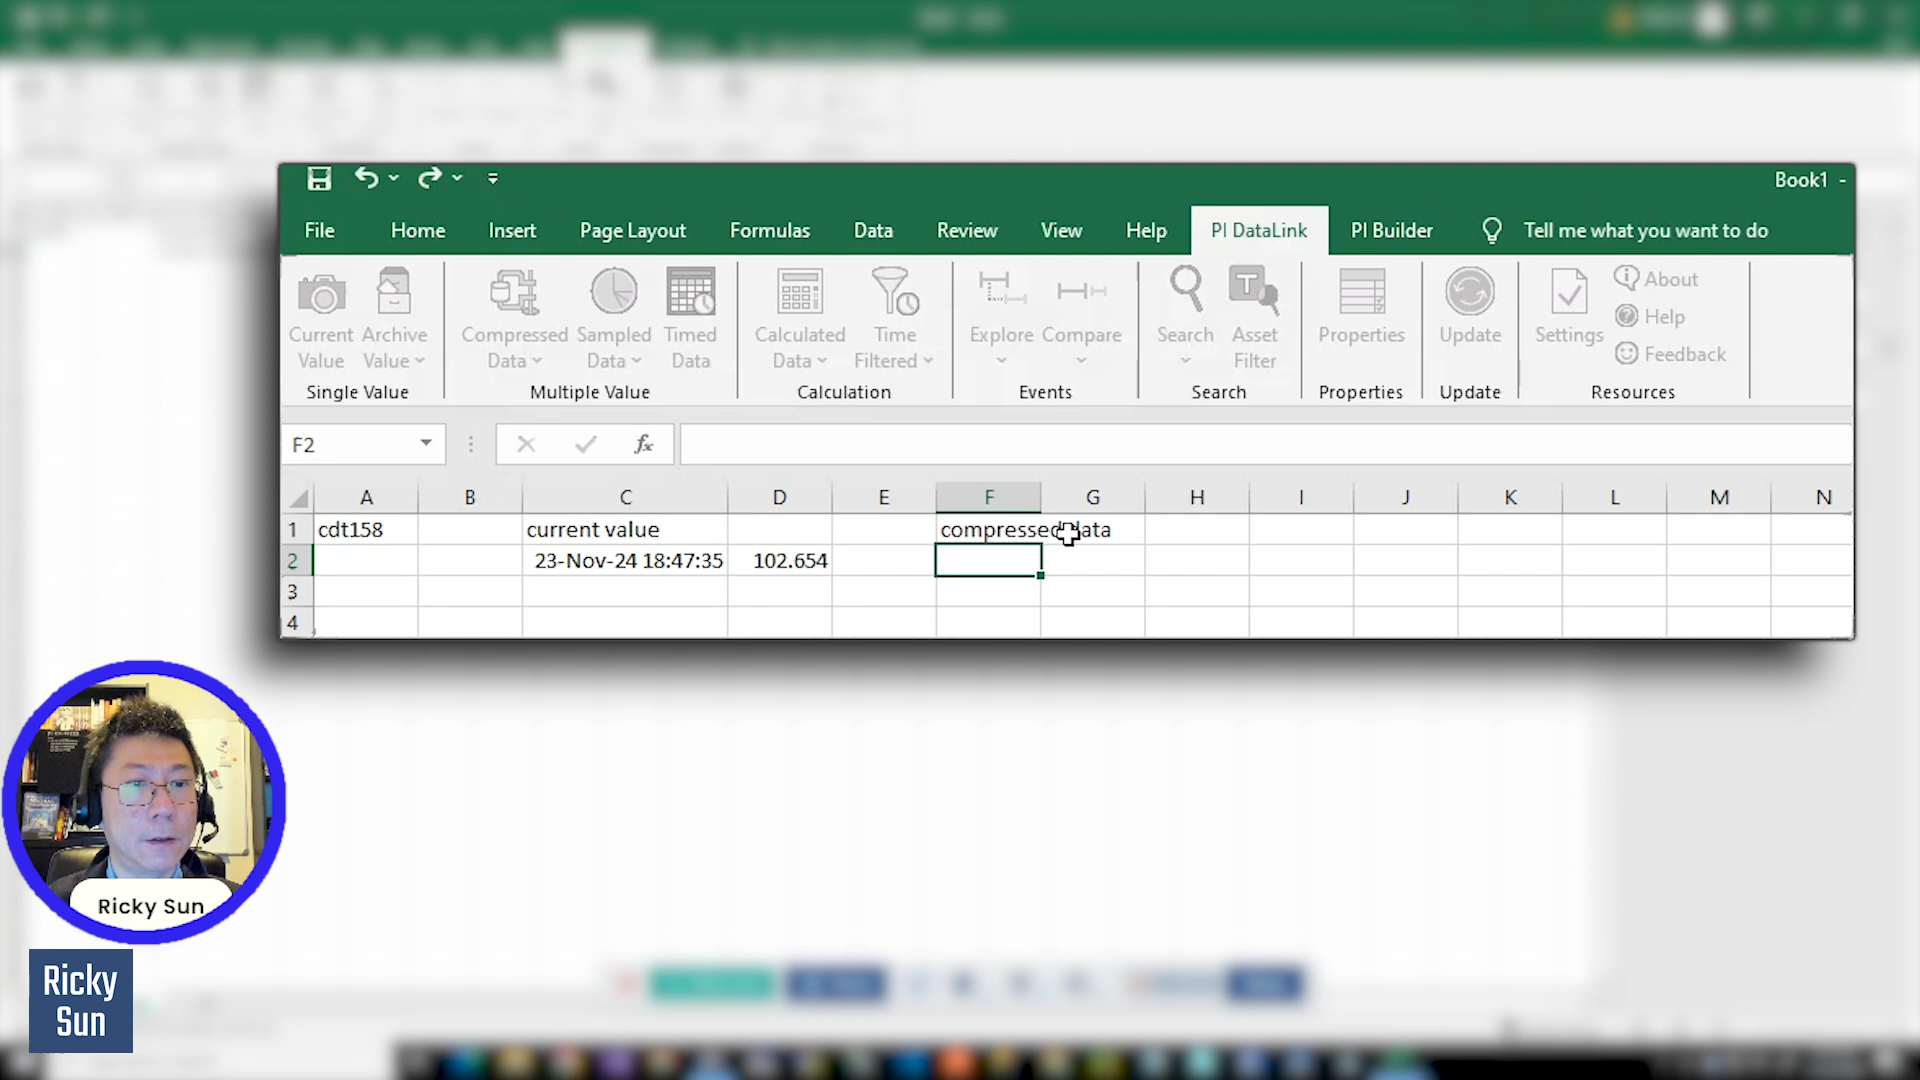 Book1 -
File Home Insert Page Layout Formulas Data Review View Help PI DataLink PI Builder Tell me what you want to do
Current Value
Archive Value
Single Value
Compressed Data
Sampled Data
Timed Data
Multiple Value
Calculated Data
Time Filtered
Calculation
Explore
Compare
Events
Search
Asset Filter
Search
Properties
Properties
Update
Update
Settings
About
Help
Feedback
Resources
F2 fx
A B C D E F G H I J K L M N
1 cdt158 current value compressed data
2 23-Nov-24 18:47:35 102.654
3
4
Ricky Sun
Ricky
Sun